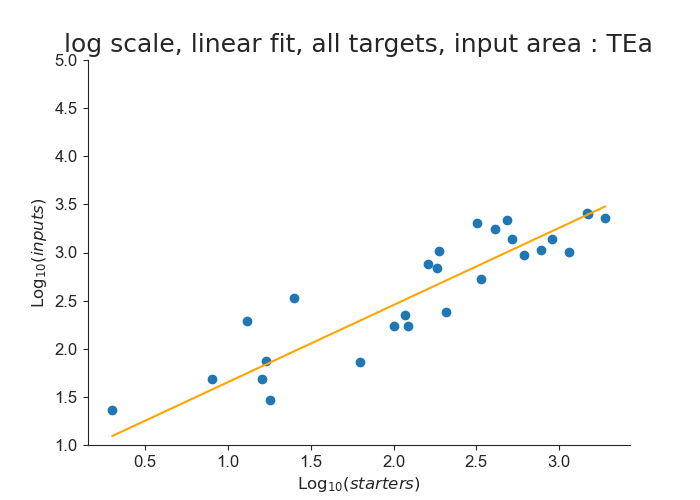 log scale, linear fit, all targets, input area : TEa
5.0
4.5
4.0
3.5
3.0
2.5
2.0
1.5
1.0
Log₁₀(inputs)
0.5 1.0 1.5 2.0 2.5 3.0
Log₁₀(starters)